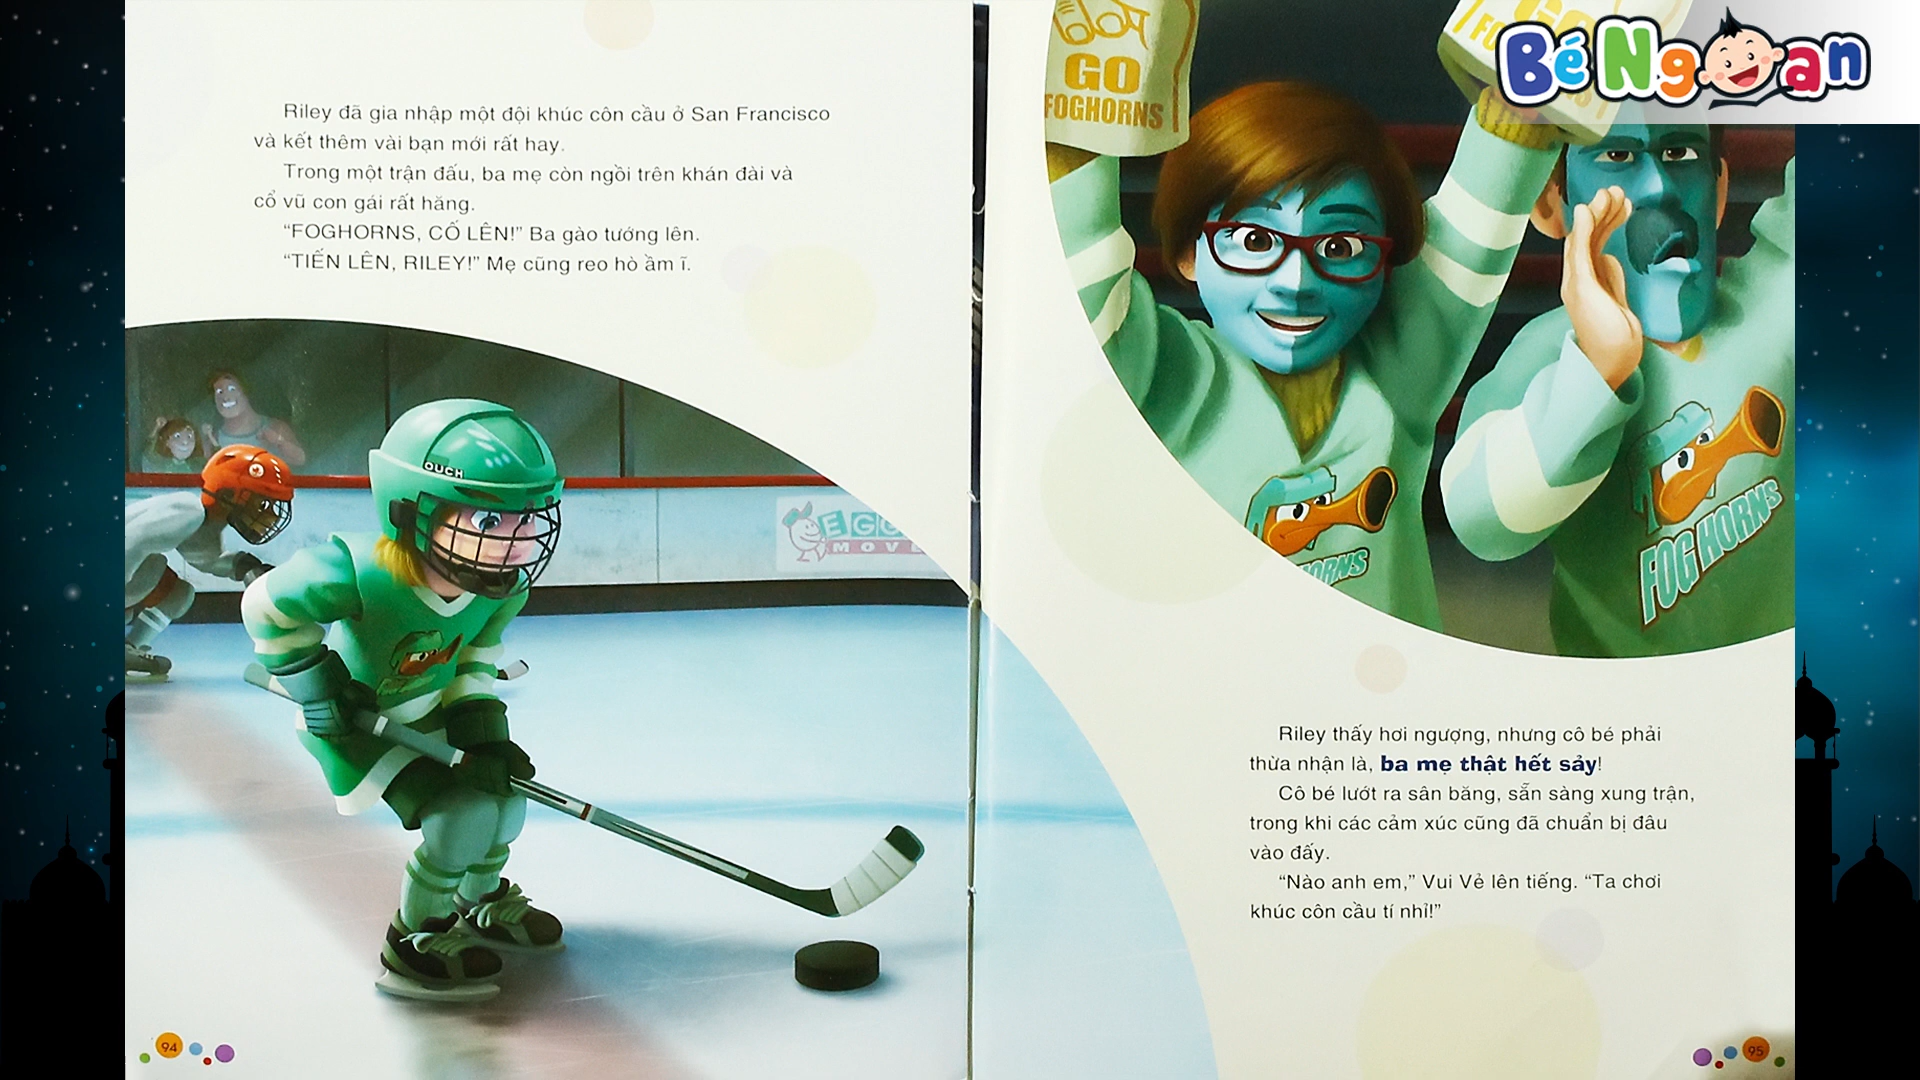 Riley đã gia nhập một đội khúc côn cầu ở San Francisco
và kết thêm vài bạn mới rất hay.
Trong một trận đấu, ba mẹ còn ngồi trên khán đài và
cổ vũ con gái rất hăng.
“FOGHORNS, CỐ LÊN!” Ba gào tướng lên.
“TIẾN LÊN, RILEY!” Mẹ cũng reo hò ầm ĩ.
OUCH
EGG
MOVE
94
GO
FOGHORNS
GO
Bé Ngoan
FOG HORNS
Riley thấy hơi ngượng, nhưng cô bé phải
thừa nhận là, ba mẹ thật hết sảy!
Cô bé lướt ra sân băng, sẵn sàng xung trận,
trong khi các cảm xúc cũng đã chuẩn bị đâu
vào đấy.
“Nào anh em,” Vui Vẻ lên tiếng. “Ta chơi
khúc côn cầu tí nhỉ!”
95